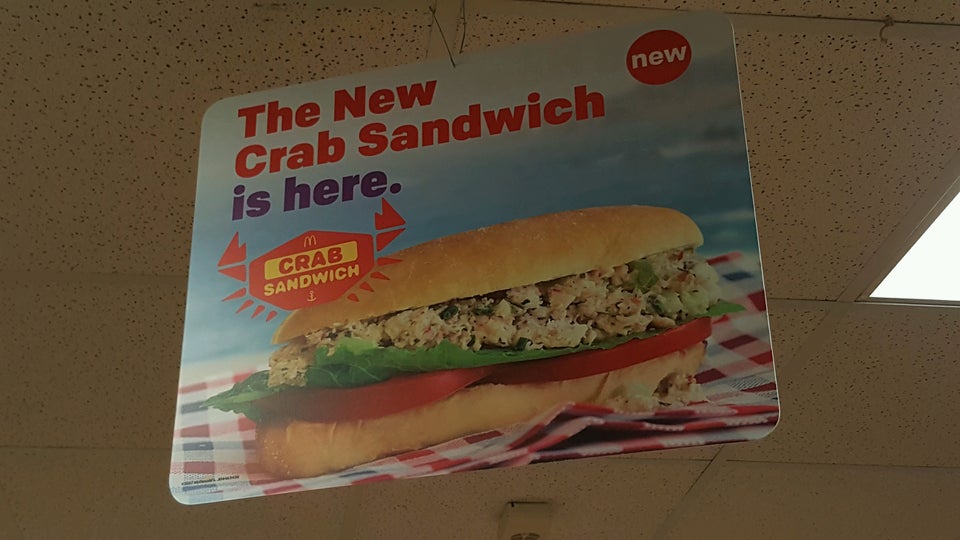 new
The New
Crab Sandwich
is here.
CRAB
SANDWICH